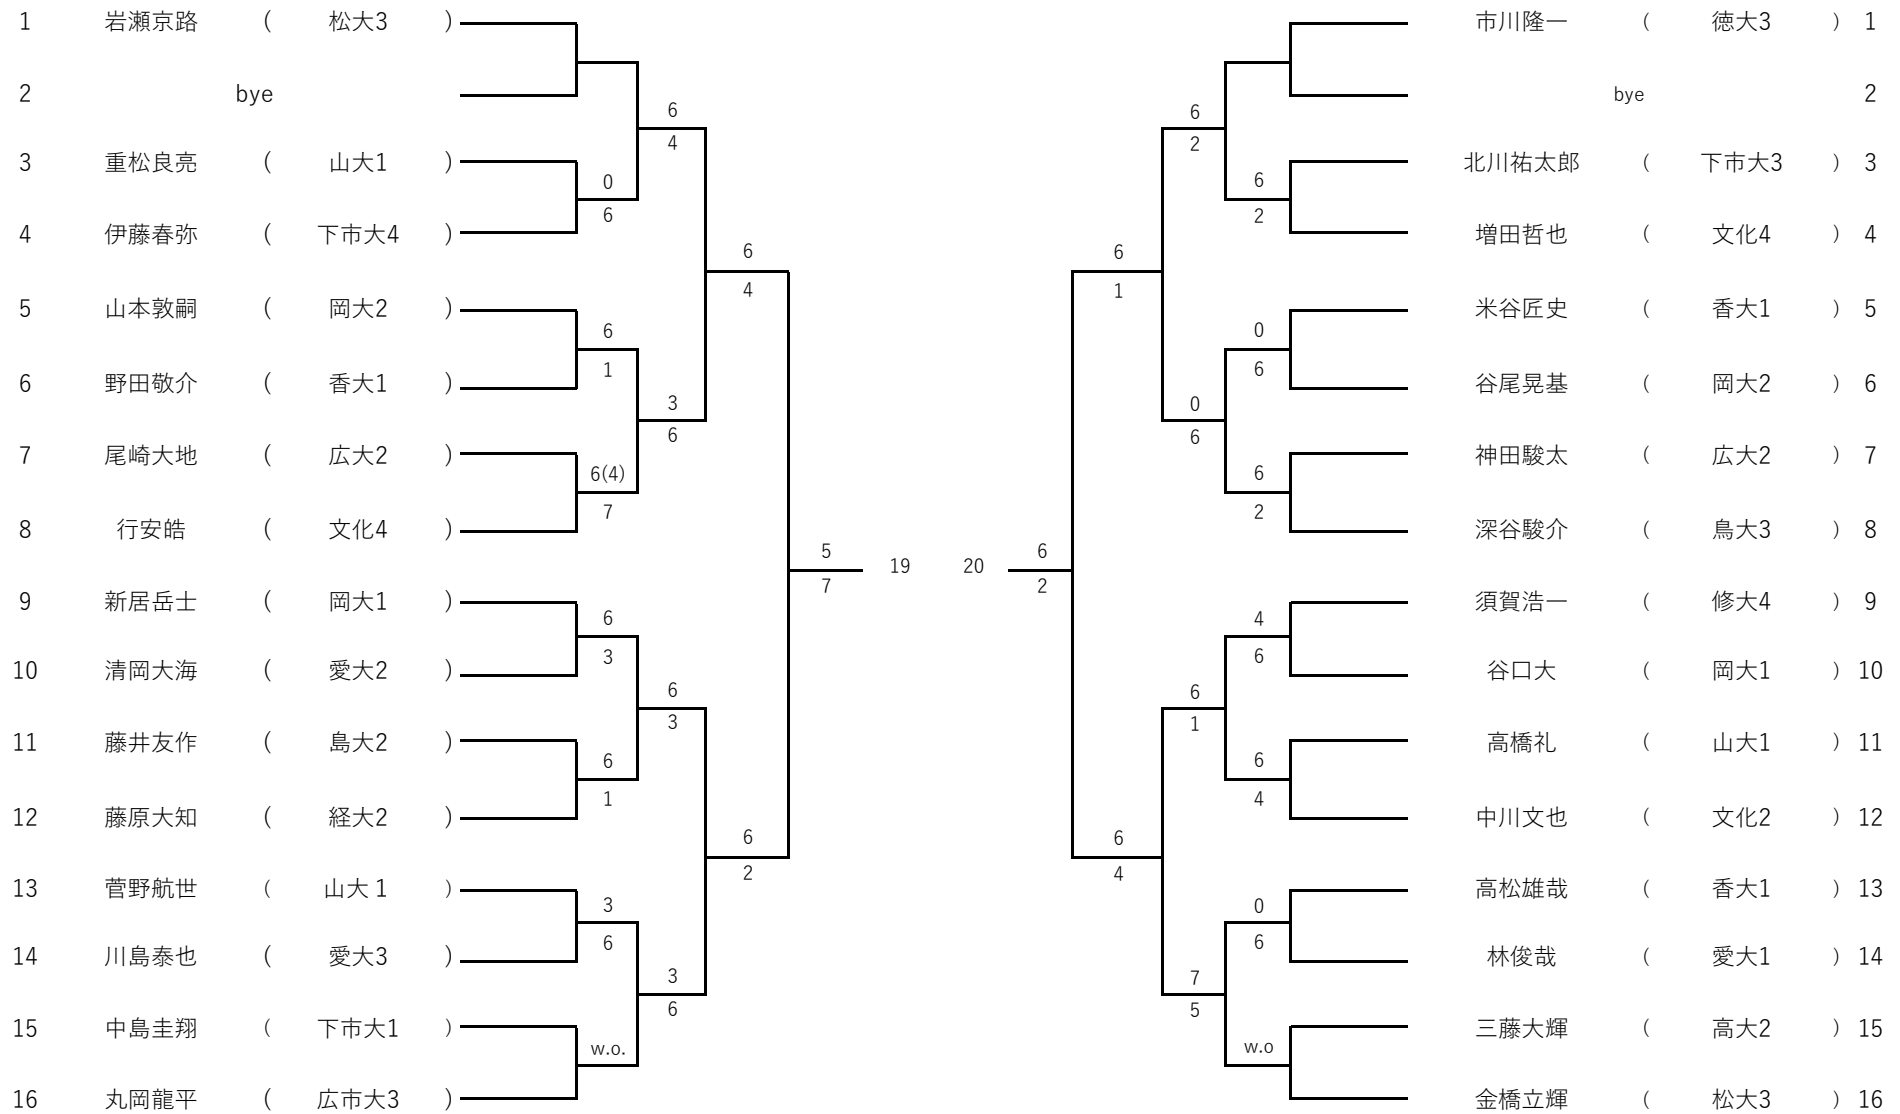 1 岩瀬京路 ( 松大3 ) 市川隆一 ( 徳大3 ) 1
2 bye bye 2
6 6
4 2
3 重松良亮 ( 山大1 ) 北川祐太郎 ( 下市大3 ) 3
0 6
6 2
4 伊藤春弥 ( 下市大4 ) 増田哲也 ( 文化4 ) 4
6 6
4 1
5 山本敦嗣 ( 岡大2 ) 米谷匠史 ( 香大1 ) 5
6 0
1 6
6 野田敬介 ( 香大1 ) 谷尾晃基 ( 岡大2 ) 6
3 0
6 6
7 尾崎大地 ( 広大2 ) 神田駿太 ( 広大2 ) 7
6(4) 6
7 2
8 行安皓 ( 文化4 ) 深谷駿介 ( 鳥大3 ) 8
5 19 20 6
7 2
9 新居岳士 ( 岡大1 ) 須賀浩一 ( 修大4 ) 9
6 4
3 6
10 清岡大海 ( 愛大2 ) 谷口大 ( 岡大1 ) 10
6 6
3 1
11 藤井友作 ( 島大2 ) 高橋礼 ( 山大1 ) 11
6 6
1 4
12 藤原大知 ( 経大2 ) 中川文也 ( 文化2 ) 12
6 6
2 4
13 菅野航世 ( 山大１ ) 高松雄哉 ( 香大1 ) 13
3 0
6 6
14 川島泰也 ( 愛大3 ) 林俊哉 ( 愛大1 ) 14
3 7
6 5
15 中島圭翔 ( 下市大1 ) 三藤大輝 ( 高大2 ) 15
w.o. w.o
16 丸岡龍平 ( 広市大3 ) 金橋立輝 ( 松大3 ) 16